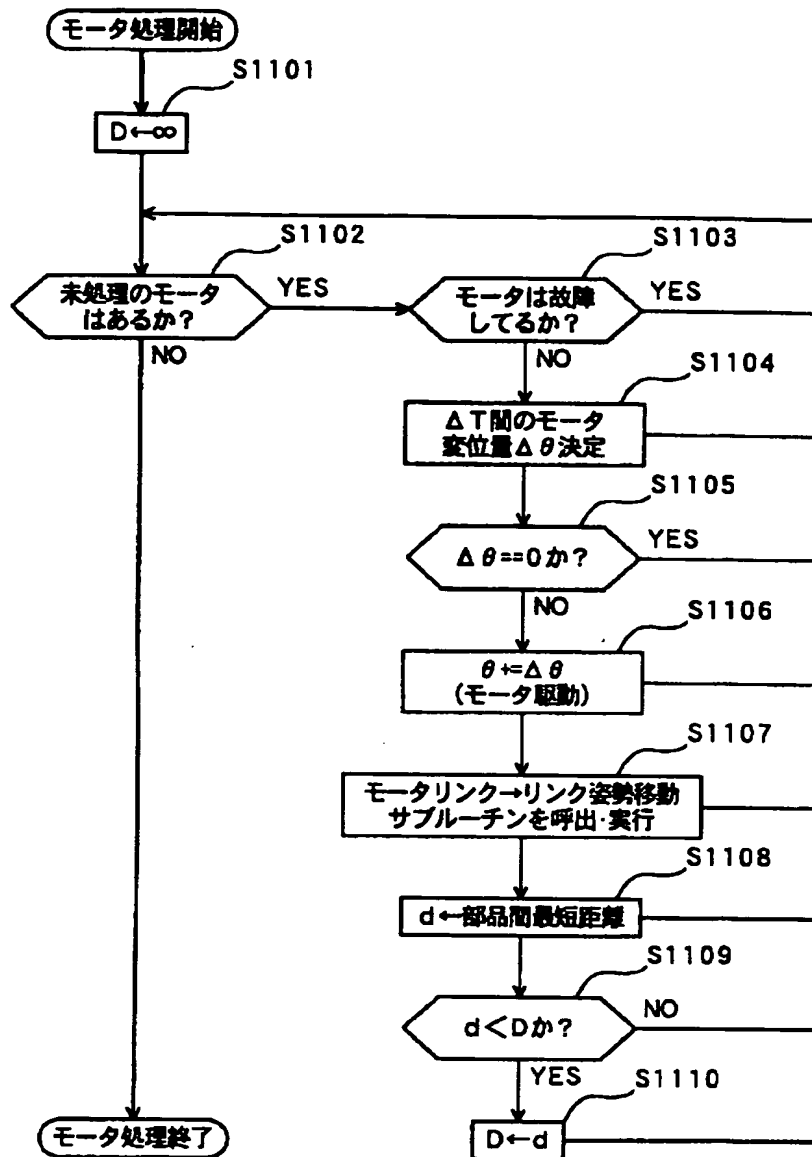 モータ処理開始
S1101
D←∞
S1102
未処理のモータ
はあるか?
YES
NO
S1103
モータは故障
してるか?
YES
NO
S1104
ΔT間のモータ
変位量Δθ決定
S1105
Δθ==0か?
YES
NO
S1106
θ+=Δθ
(モータ駆動)
S1107
モータリンク→リンク姿勢移動
サブルーチンを呼出·実行
S1108
d←部品間最短距離
S1109
d<Dか?
NO
YES
S1110
D←d
モータ処理終了